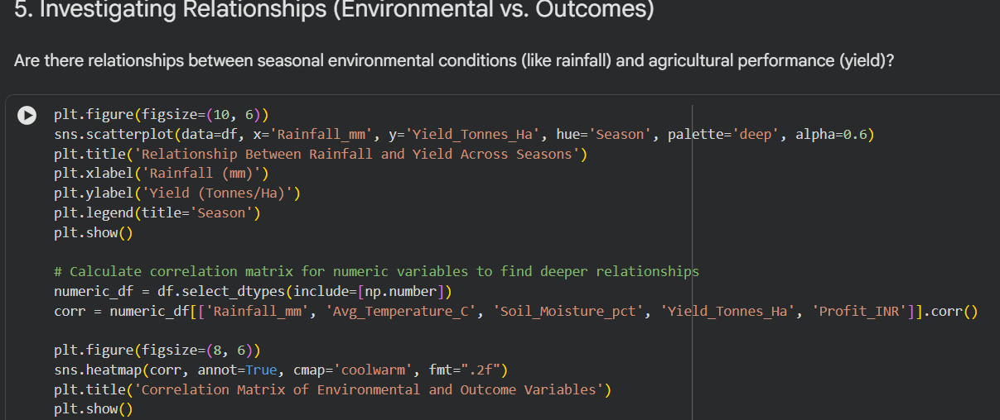 5. Investigating Relationships (Environmental vs. Outcomes)
Are there relationships between seasonal environmental conditions (like rainfall) and agricultural performance (yield)?
plt.figure(figsize=(10, 6))
sns.scatterplot(data=df, x='Rainfall_mm', y='Yield_Tonnes_Ha', hue='Season', palette='deep', alpha=0.6)
plt.title('Relationship Between Rainfall and Yield Across Seasons')
plt.xlabel('Rainfall (mm)')
plt.ylabel('Yield (Tonnes/Ha)')
plt.legend(title='Season')
plt.show()
# Calculate correlation matrix for numeric variables to find deeper relationships
numeric_df = df.select_dtypes(include=[np.number])
corr = numeric_df[['Rainfall_mm', 'Avg_Temperature_C', 'Soil_Moisture_pct', 'Yield_Tonnes_Ha', 'Profit_INR']].corr()
plt.figure(figsize=(8, 6))
sns.heatmap(corr, annot=True, cmap='coolwarm', fmt=".2f")
plt.title('Correlation Matrix of Environmental and Outcome Variables')
plt.show()